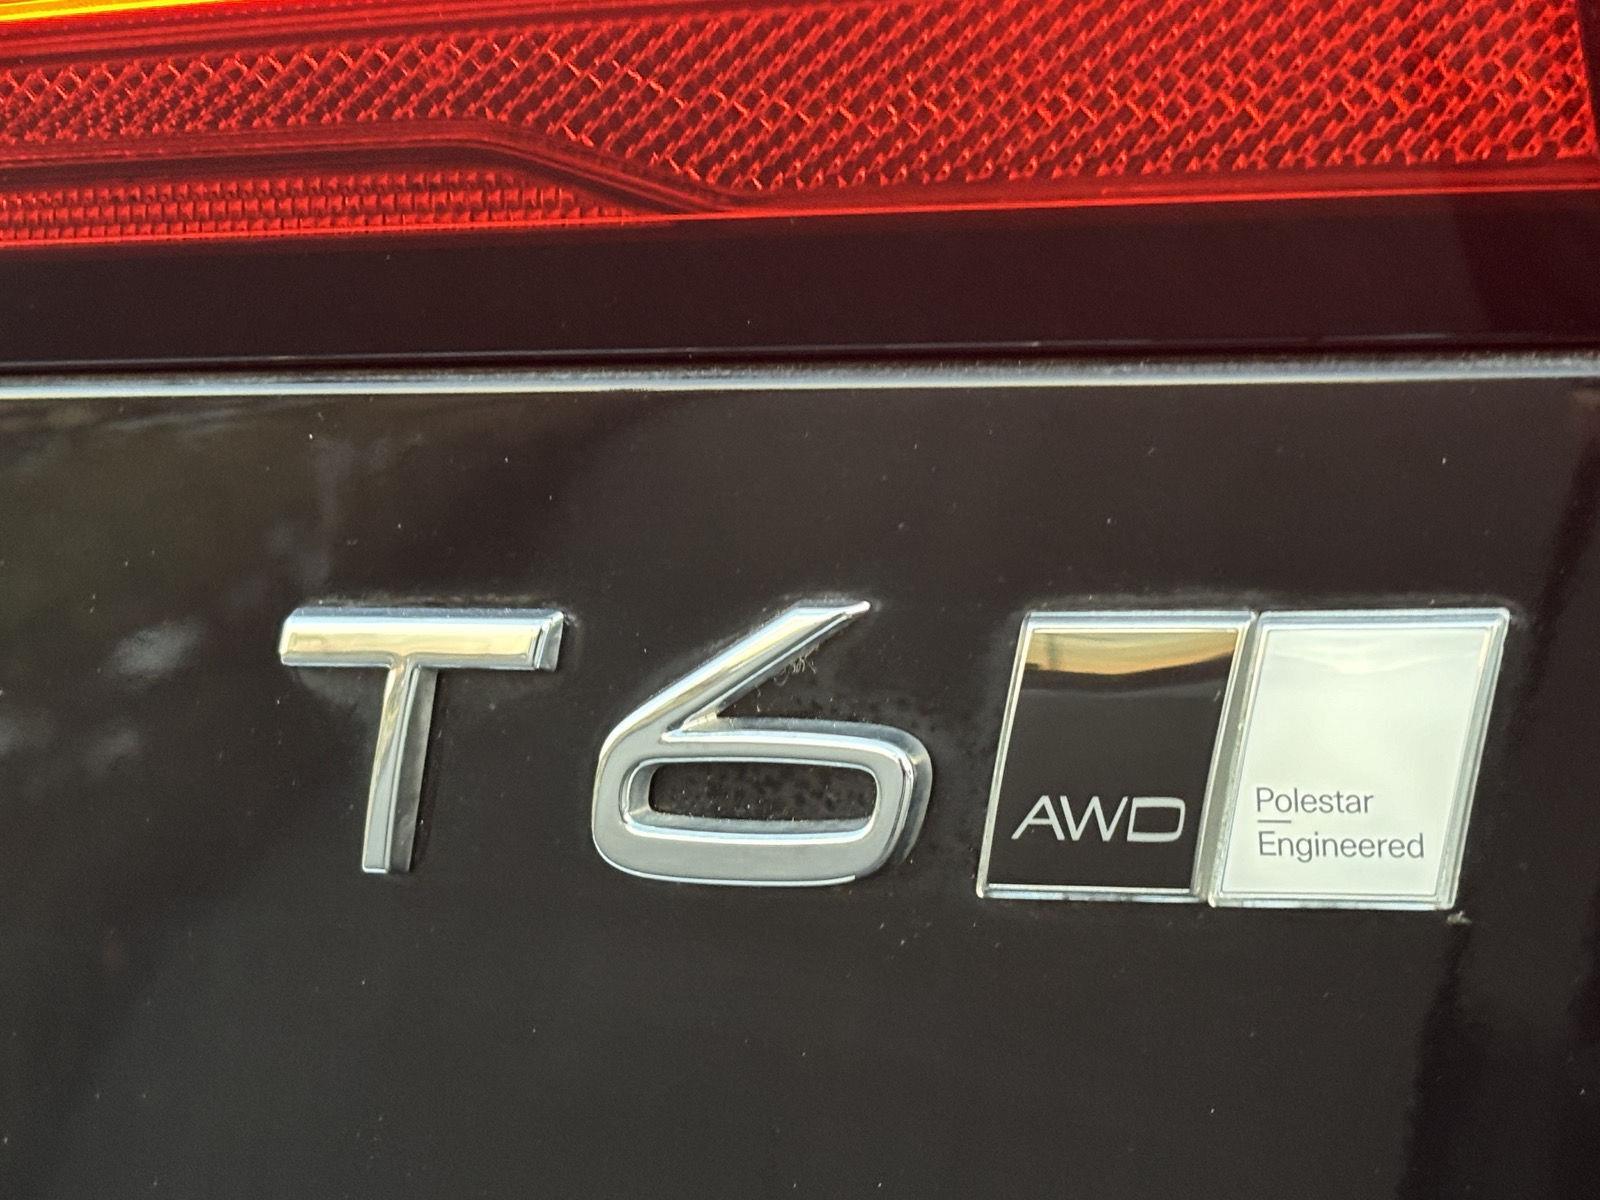 T6 AWD
Polestar
Engineered